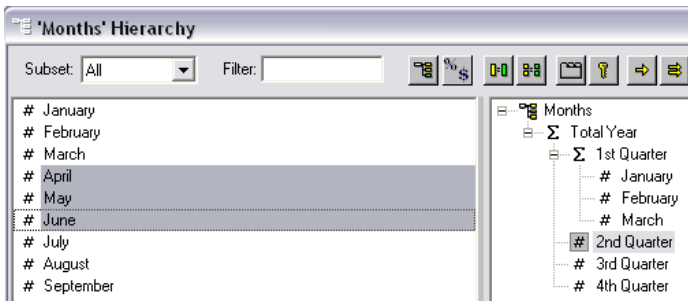 'Months' Hierarchy
Subset: All Filter:
%$
# January
# February
# March
# April
# May
# June
# July
# August
# September
Months
Σ Total Year
Σ 1st Quarter
# January
# February
# March
# 2nd Quarter
# 3rd Quarter
# 4th Quarter